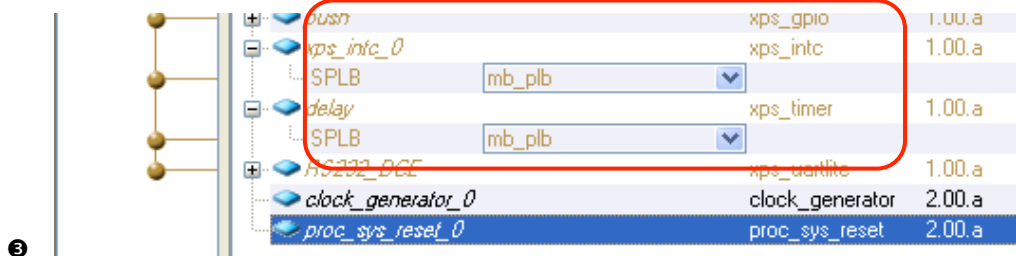 push xps_gpio 1.00.a
xps_intc_0 xps_intc 1.00.a
SPLB mb_plb
delay xps_timer 1.00.a
SPLB mb_plb
RS232_DCE xps_uartlite 1.00.a
clock_generator_0 clock_generator 2.00.a
proc_sys_reset_0 proc_sys_reset 2.00.a
❸